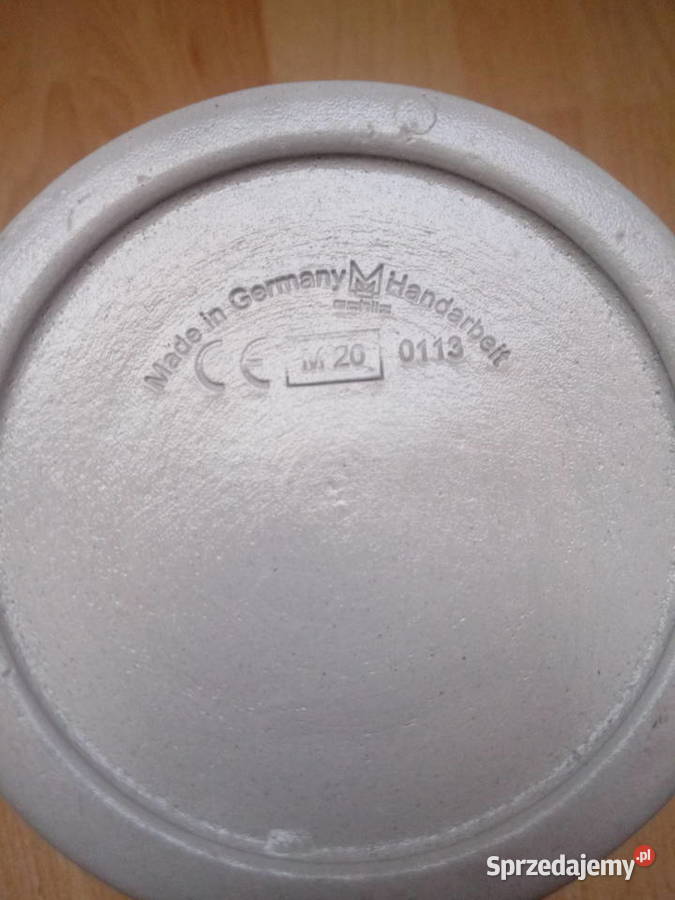 Made in Germany M Handarbeit
CE M 20 0113
Sprzedajemy.pl